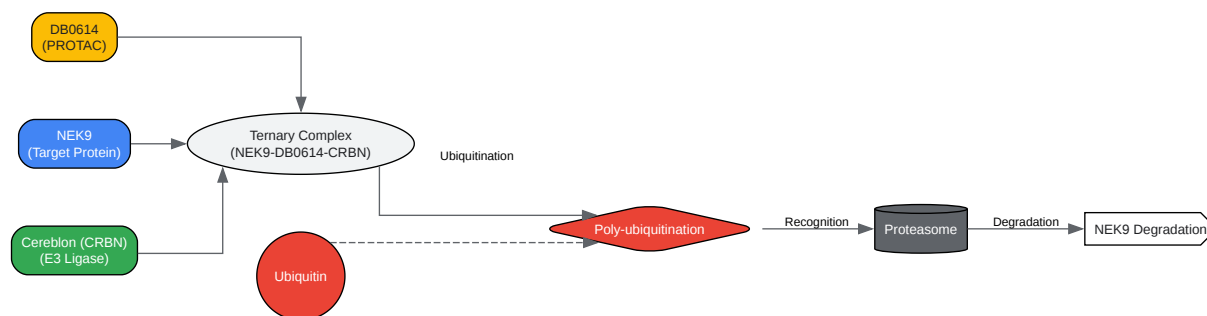 DB0614
(PROTAC)
NEK9
(Target Protein)
Ternary Complex
(NEK9-DB0614-CRBN)
Ubiquitination
Cereblon (CRBN)
(E3 Ligase)
Ubiquitin
Poly-ubiquitination
Recognition
Proteasome
Degradation
NEK9 Degradation